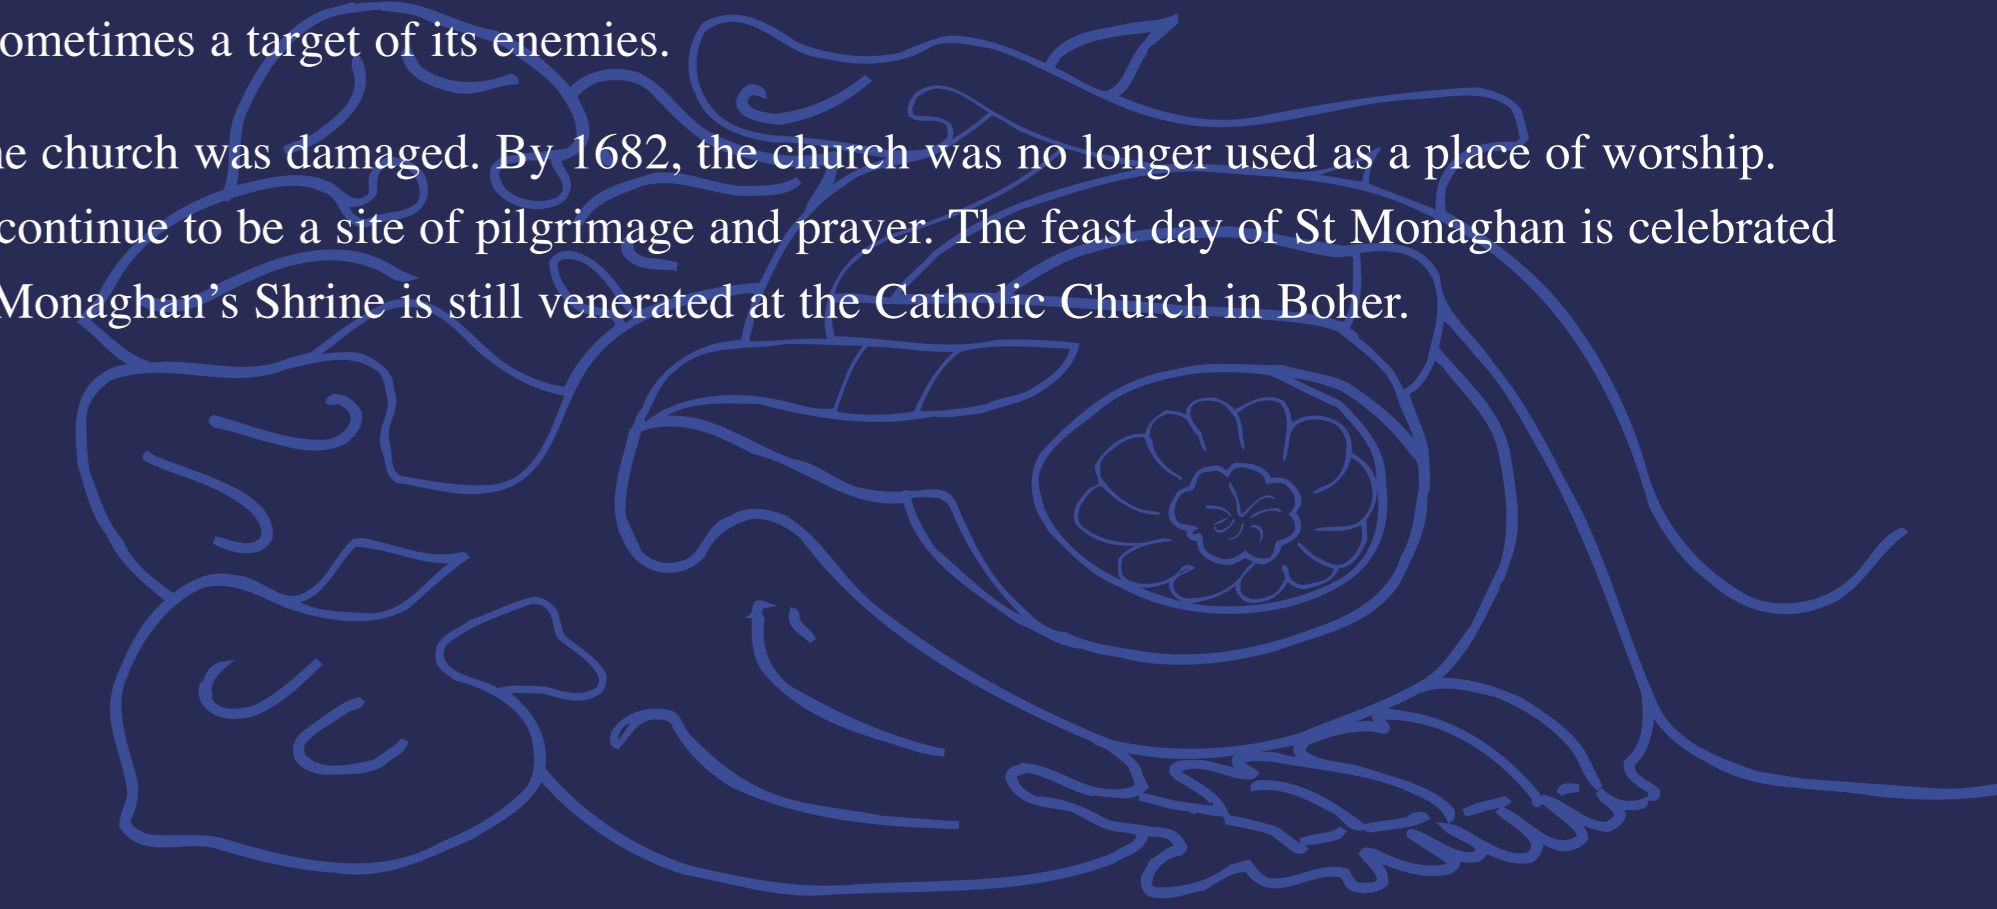 ometimes a target of its enemies.
he church was damaged. By 1682, the church was no longer used as a place of worship.
continue to be a site of pilgrimage and prayer. The feast day of St Monaghan is celebrated
Monaghan’s Shrine is still venerated at the Catholic Church in Boher.